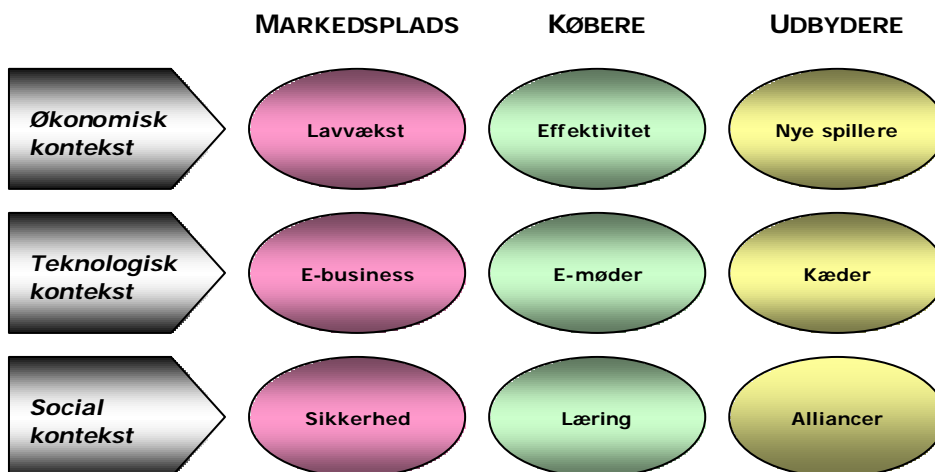 MARKEDSPLADS KØBERE UDBYDERE
Økonomisk
kontekst
Lavvækst Effektivitet Nye spillere
Teknologisk
kontekst
E-business E-møder Kæder
Social
kontekst
Sikkerhed Læring Alliancer